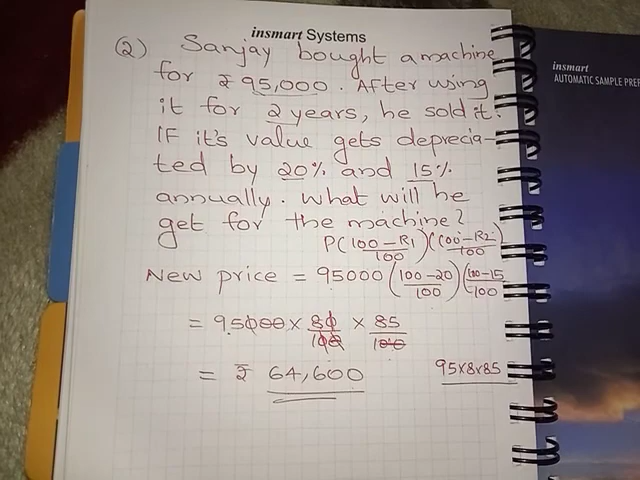 insmart Systems
(2) Sanjay bought a machine
for ₹ 95,000. After using
it for 2 years, he sold it.
IF it's value gets deprecia-
ted by 20% and 15%
annually. What will he
get for the machine?
P(100-R1/100)(100-R2/100)
New price = 95000(100-20/100)(100-15/100
= 95000 × 80/100 × 85/100
= ₹ 64,600
95×8×85
insmart
AUTOMATIC SAMPLE PREP